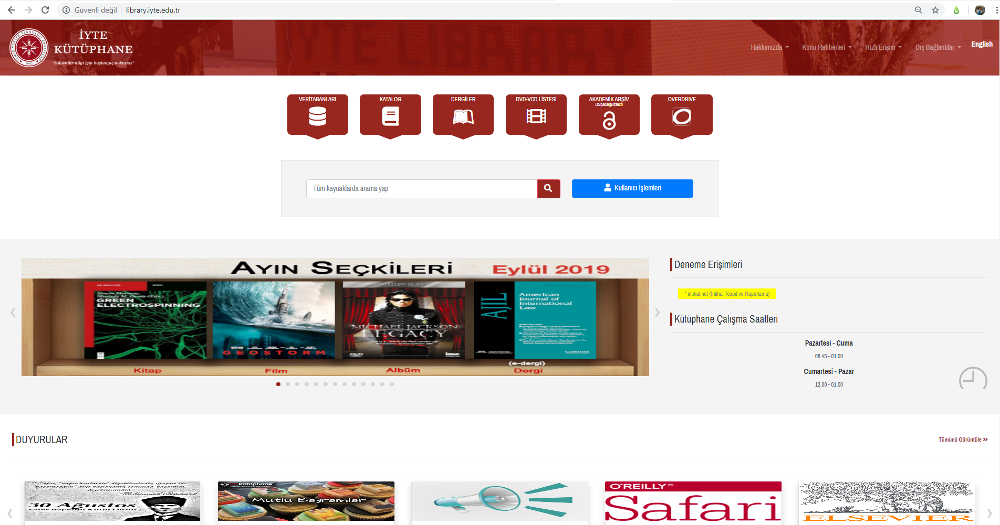 Güvenli değil
library.iyte.edu.tr
İYTE
KÜTÜPHANE
"Güvenilir bilgi için başlangıç noktanız"
Hakkımızda
Konu Rehberleri
Hızlı Erişim
Dış Bağlantılar
English
VERİTABANLARI
KATALOG
DERGİLER
DVD-VCD LİSTESİ
AKADEMİK ARŞİV
DSpace@Iztech
OVERDRIVE
Tüm kaynaklarda arama yap
Kullanıcı İşlemleri
AYIN SEÇKİLERİ
Eylül 2019
GREEN
ELECTROSPINNING
GEOSTORM
MICHAEL JACKSON
LEGACY
DVD
imc
AJIL
American
Journal of
International
Law
CAMBRIDGE
Kitap
Film
Albüm
(e-dergi)
Dergi
Deneme Erişimleri
* intihal.net (İntihal Tespit ve Raporlama)
Kütüphane Çalışma Saatleri
Pazartesi - Cuma
08.45 - 01.00
Cumartesi - Pazar
12.00 - 01.00
DUYURULAR
Tümünü Görüntüle
30 Ağustos
Zafer Bayramı Kutlu Olsun
Kütüphane
Mutlu Bayramlar
O'REILLY®
Safari
ELSEVIER